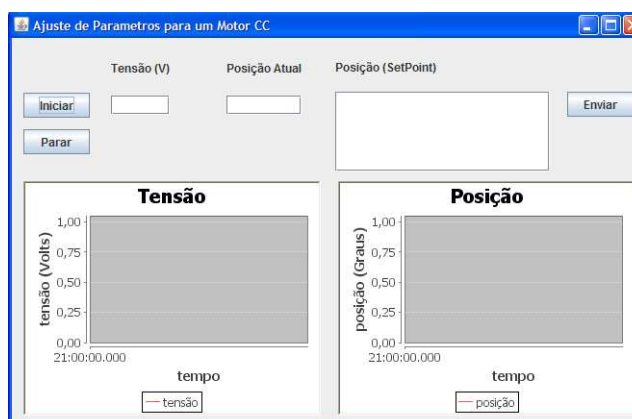 Ajuste de Parametros para um Motor CC
Tensão (V)
Posição Atual
Posição (SetPoint)
Iniciar
Enviar
Parar
Tensão
1,00
0,75
0,50
0,25
0,00
tensão (Volts)
21:00:00.000
tempo
tensão
Posição
1,00
0,75
0,50
0,25
0,00
posição (Graus)
21:00:00.000
tempo
posição